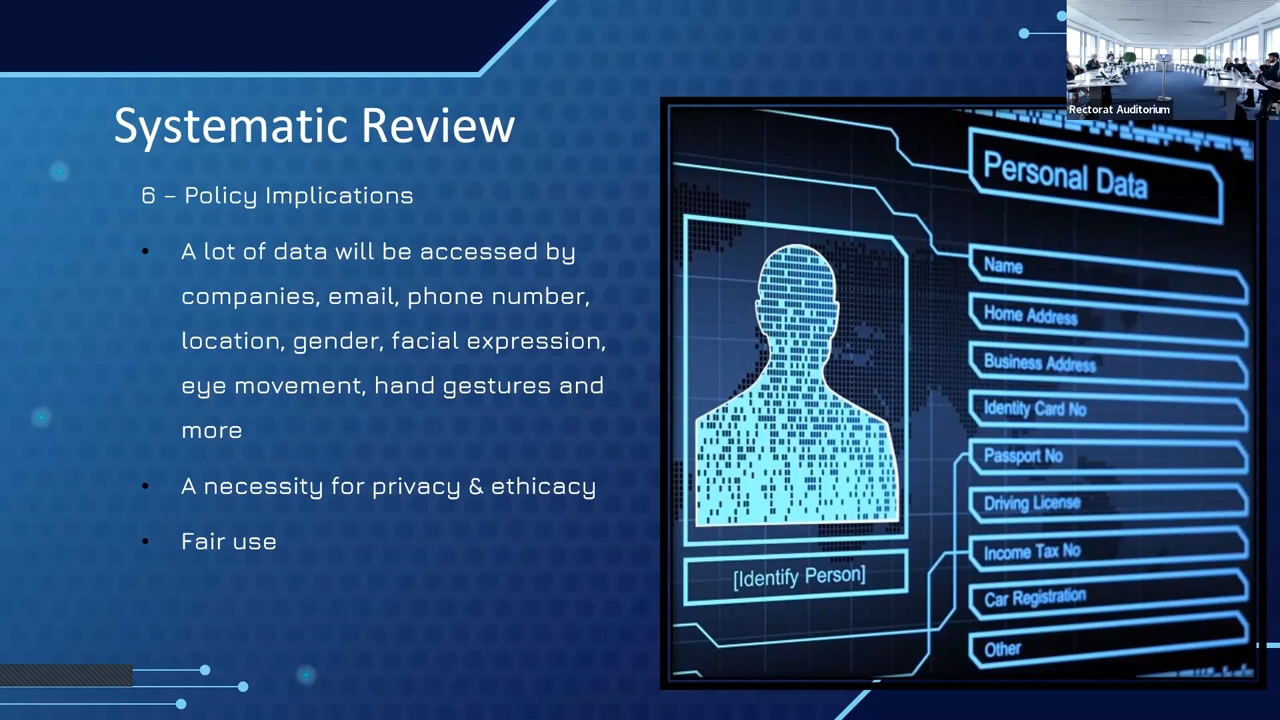 Rectorat Auditorium
Systematic Review
6 – Policy Implications
• A lot of data will be accessed by
companies, email, phone number,
location, gender, facial expression,
eye movement, hand gestures and
more
• A necessity for privacy & ethicacy
• Fair use
Personal Data
Name
Home Address
Business Address
Identity Card No
Passport No
Driving License
Income Tax No
Car Registration
Other
[Identify Person]